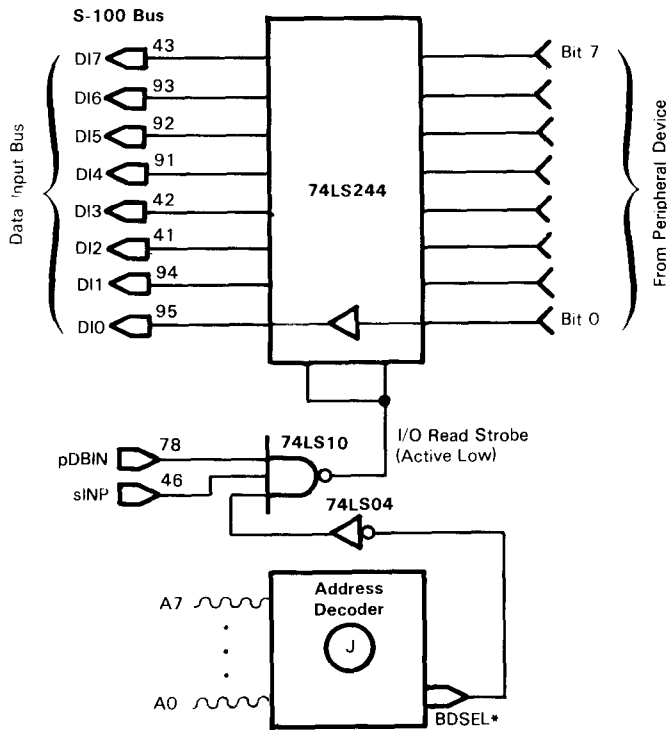 S-100 Bus
DI7 43
DI6 93
DI5 92
DI4 91
DI3 42
DI2 41
DI1 94
DI0 95
Data Input Bus
74LS244
Bit 7
Bit 0
From Peripheral Device
I/O Read Strobe
(Active Low)
74LS10
pDBIN 78
sINP 46
74LS04
Address
Decoder
J
A7
A0
BDSEL*